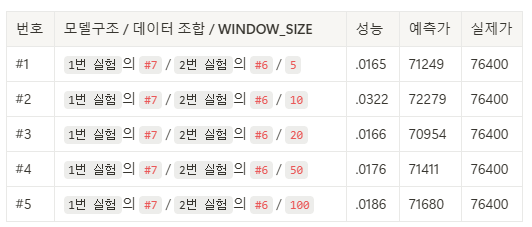 번호 모델구조 / 데이터 조합 / WINDOW_SIZE 성능 예측가 실제가
#1 1번 실험의 #7 / 2번 실험의 #6 / 5 .0165 71249 76400
#2 1번 실험의 #7 / 2번 실험의 #6 / 10 .0322 72279 76400
#3 1번 실험의 #7 / 2번 실험의 #6 / 20 .0166 70954 76400
#4 1번 실험의 #7 / 2번 실험의 #6 / 50 .0176 71411 76400
#5 1번 실험의 #7 / 2번 실험의 #6 / 100 .0186 71680 76400